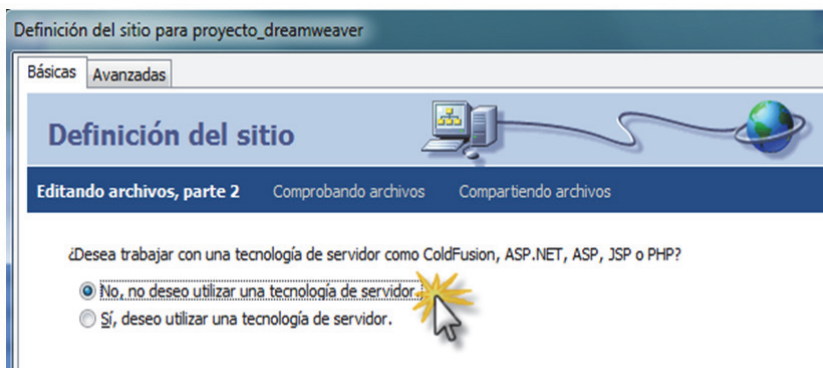 Definición del sitio para proyecto_dreamweaver
Básicas Avanzadas
Definición del sitio
Editando archivos, parte 2 Comprobando archivos Compartiendo archivos
¿Desea trabajar con una tecnología de servidor como ColdFusion, ASP.NET, ASP, JSP o PHP?
No, no deseo utilizar una tecnología de servidor.
Sí, deseo utilizar una tecnología de servidor.